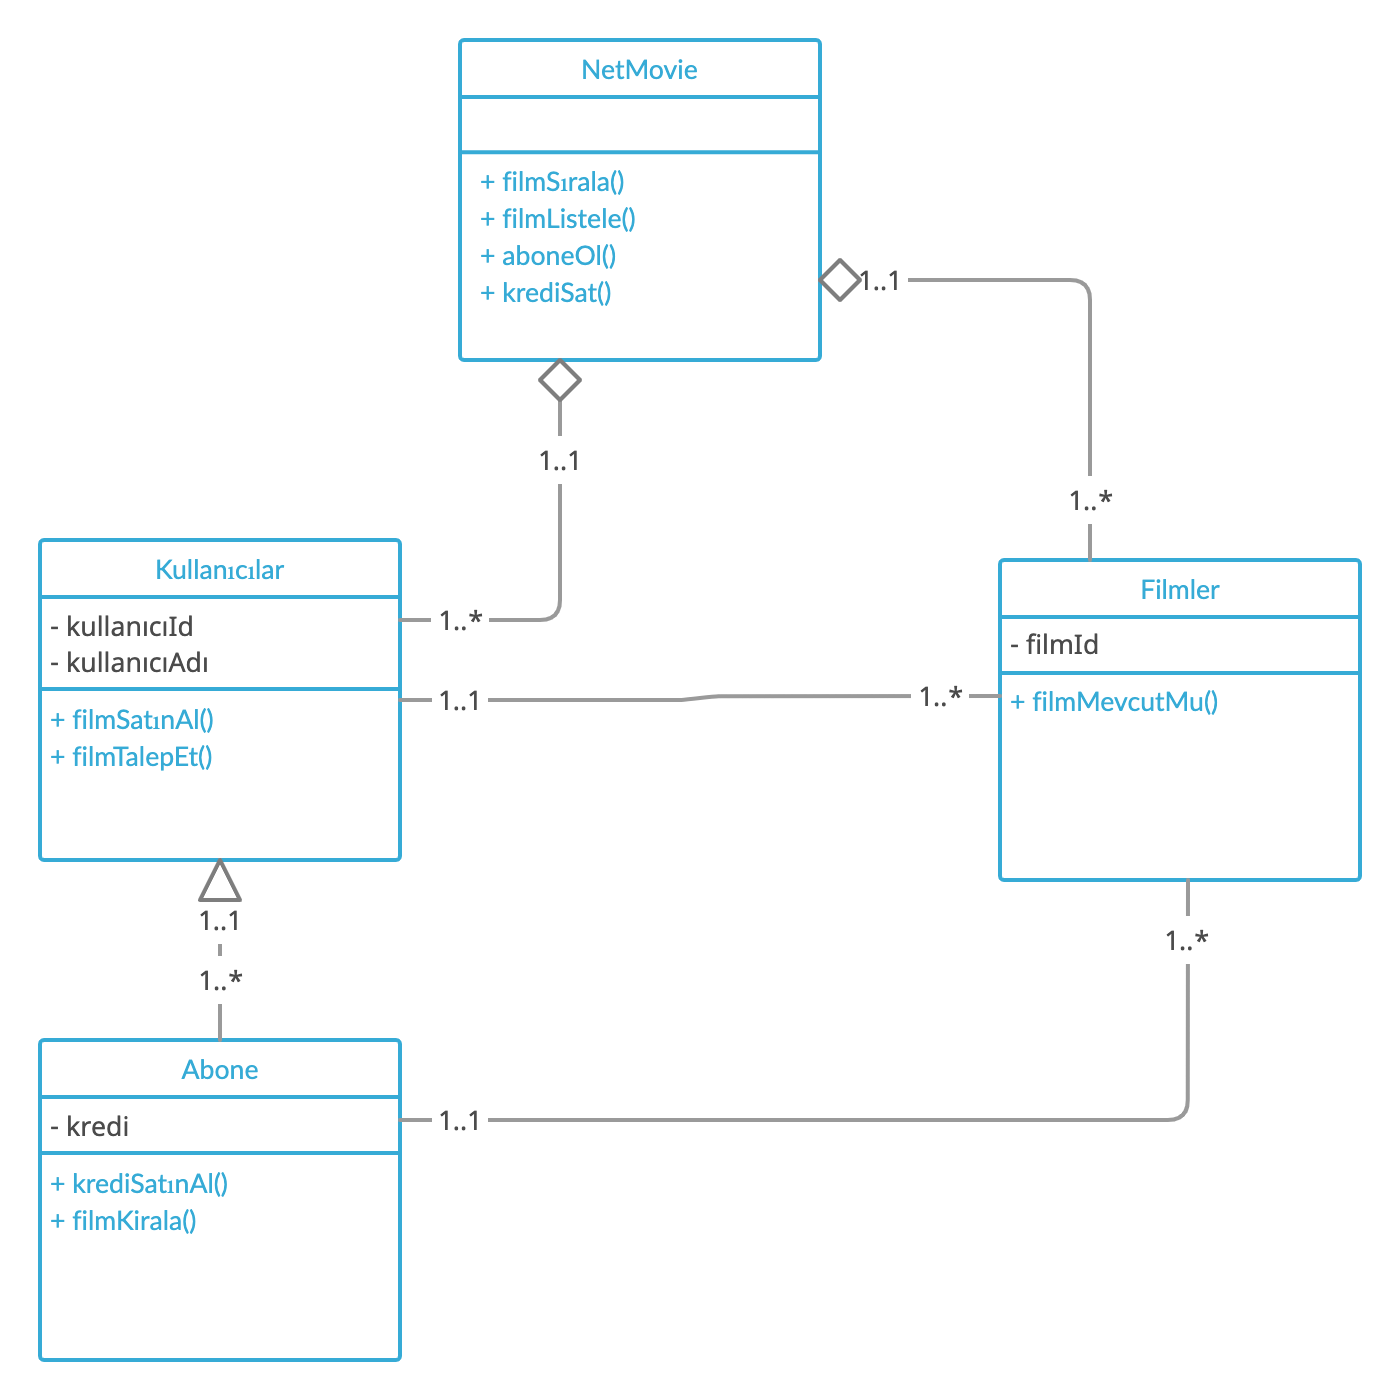 NetMovie
+ filmSırala()
+ filmListele()
+ aboneOl()
+ krediSat()
1..1
1..1
1..*
Kullanıcılar
- kullanıcıId
- kullanıcıAdı
+ filmSatınAl()
+ filmTalepEt()
1..*
1..1
1..*
Filmler
- filmId
+ filmMevcutMu()
1..1
1..*
1..*
Abone
- kredi
+ krediSatınAl()
+ filmKirala()
1..1